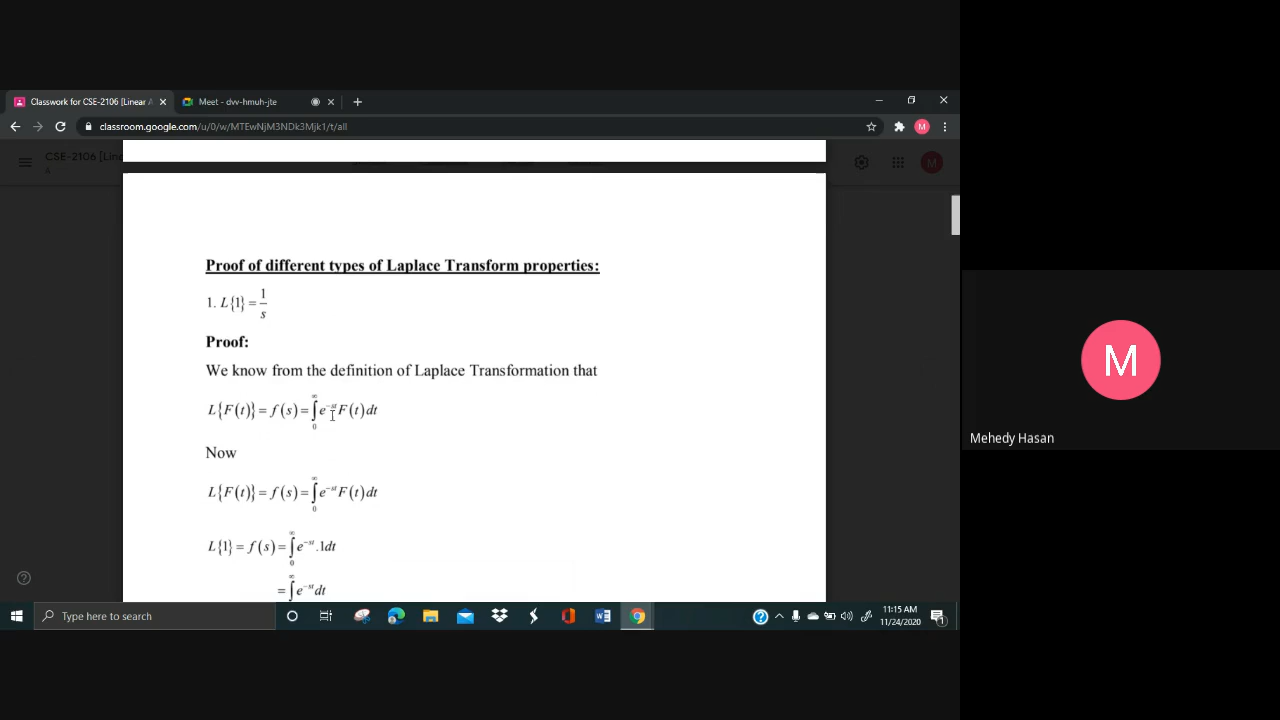 Classwork for CSE-2106 [Linear A
Meet - dvv-hmuh-jte
classroom.google.com/u/0/w/MTEwNjM3NDk3Mjk1/t/all
M
CSE-2106 [Lin
4
M
Proof of different types of Laplace Transform properties:
1. L{1} = 1/s
Proof:
We know from the definition of Laplace Transformation that
L{F(t)} = f(s) = ∫₀^∞ e^{-st} F(t) dt
Now
L{F(t)} = f(s) = ∫₀^∞ e^{-st} F(t) dt
L{1} = f(s) = ∫₀^∞ e^{-st} .1dt
= ∫₀^∞ e^{-st} dt
M
Mehedy Hasan
Type here to search
11:15 AM
11/24/2020
1